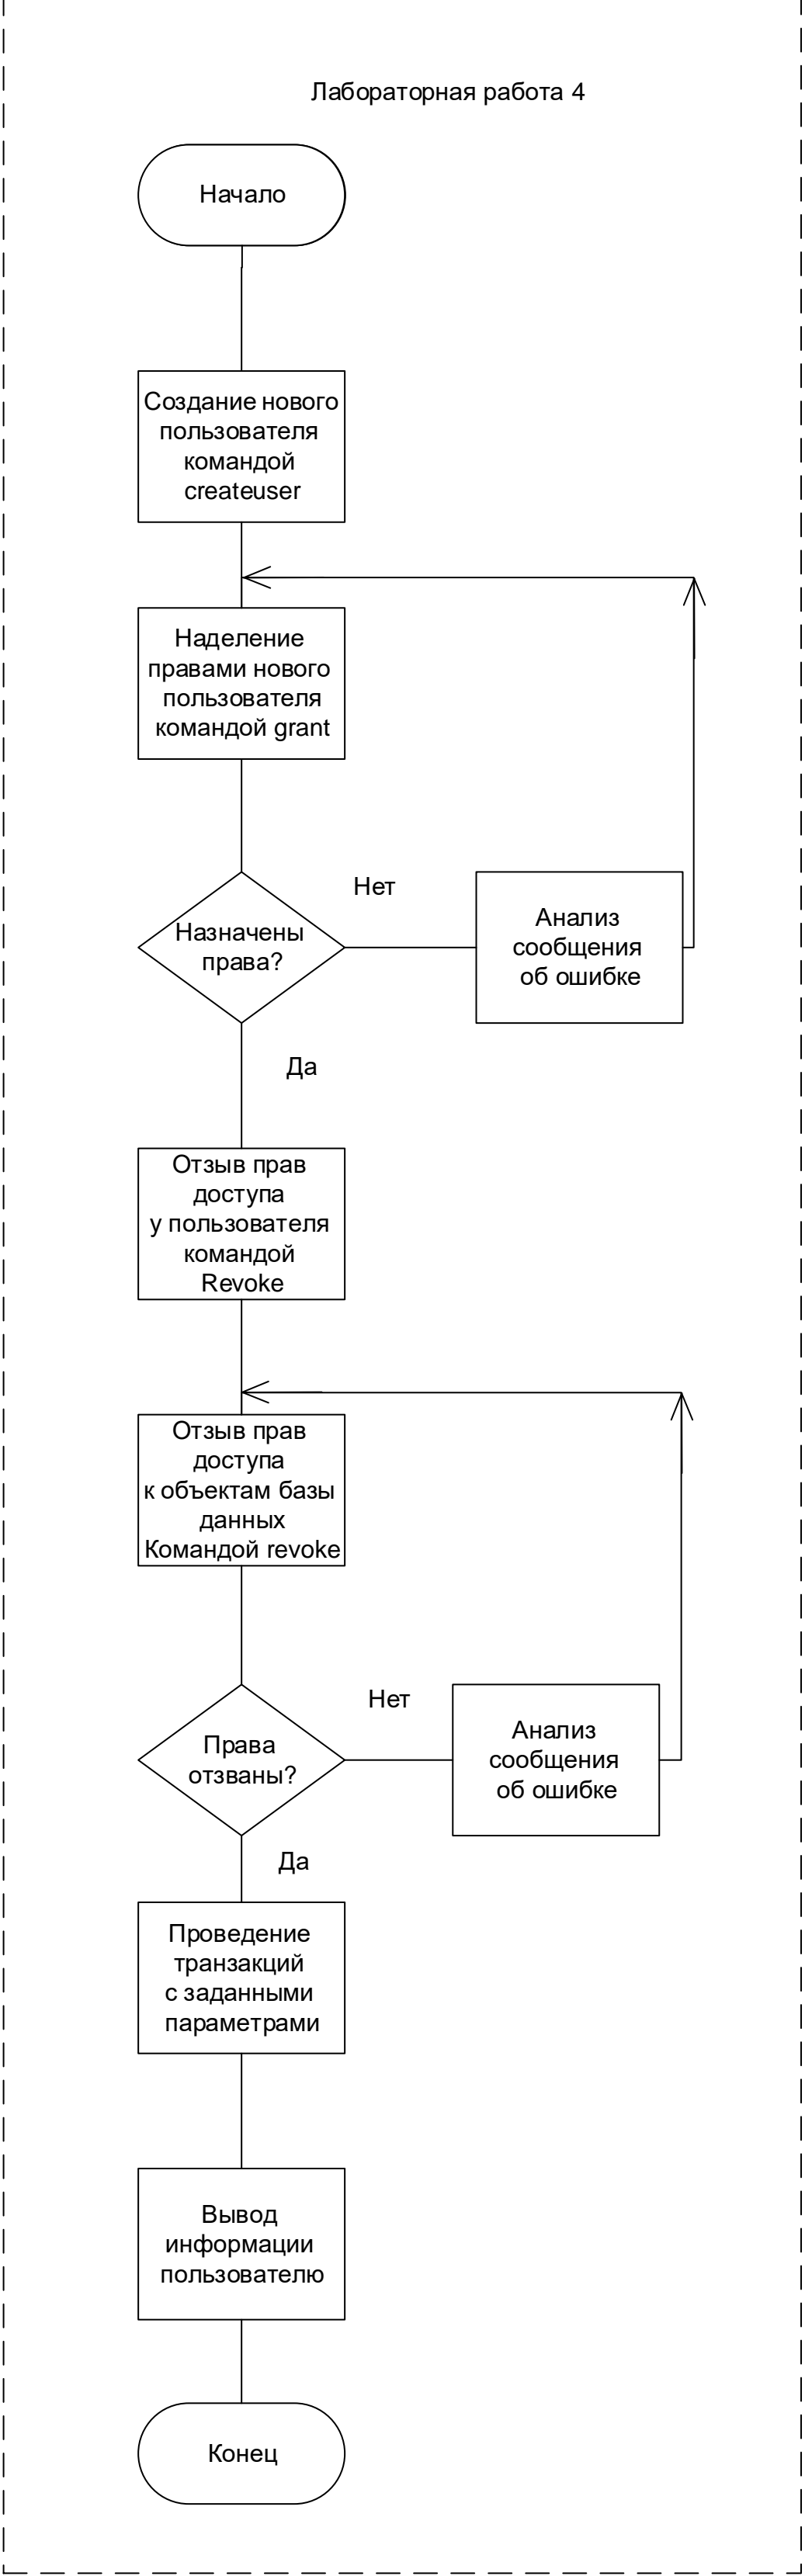 Лабораторная работа 4
Начало
Создание нового
пользователя
командой
createuser
Наделение
правами нового
пользователя
командой grant
Нет
Назначены
права?
Анализ
сообщения
об ошибке
Да
Отзыв прав
доступа
у пользователя
командой
Revoke
Отзыв прав
доступа
к объектам базы
данных
Командой revoke
Нет
Права
отзваны?
Анализ
сообщения
об ошибке
Да
Проведение
транзакций
с заданными
параметрами
Вывод
информации
пользователю
Конец